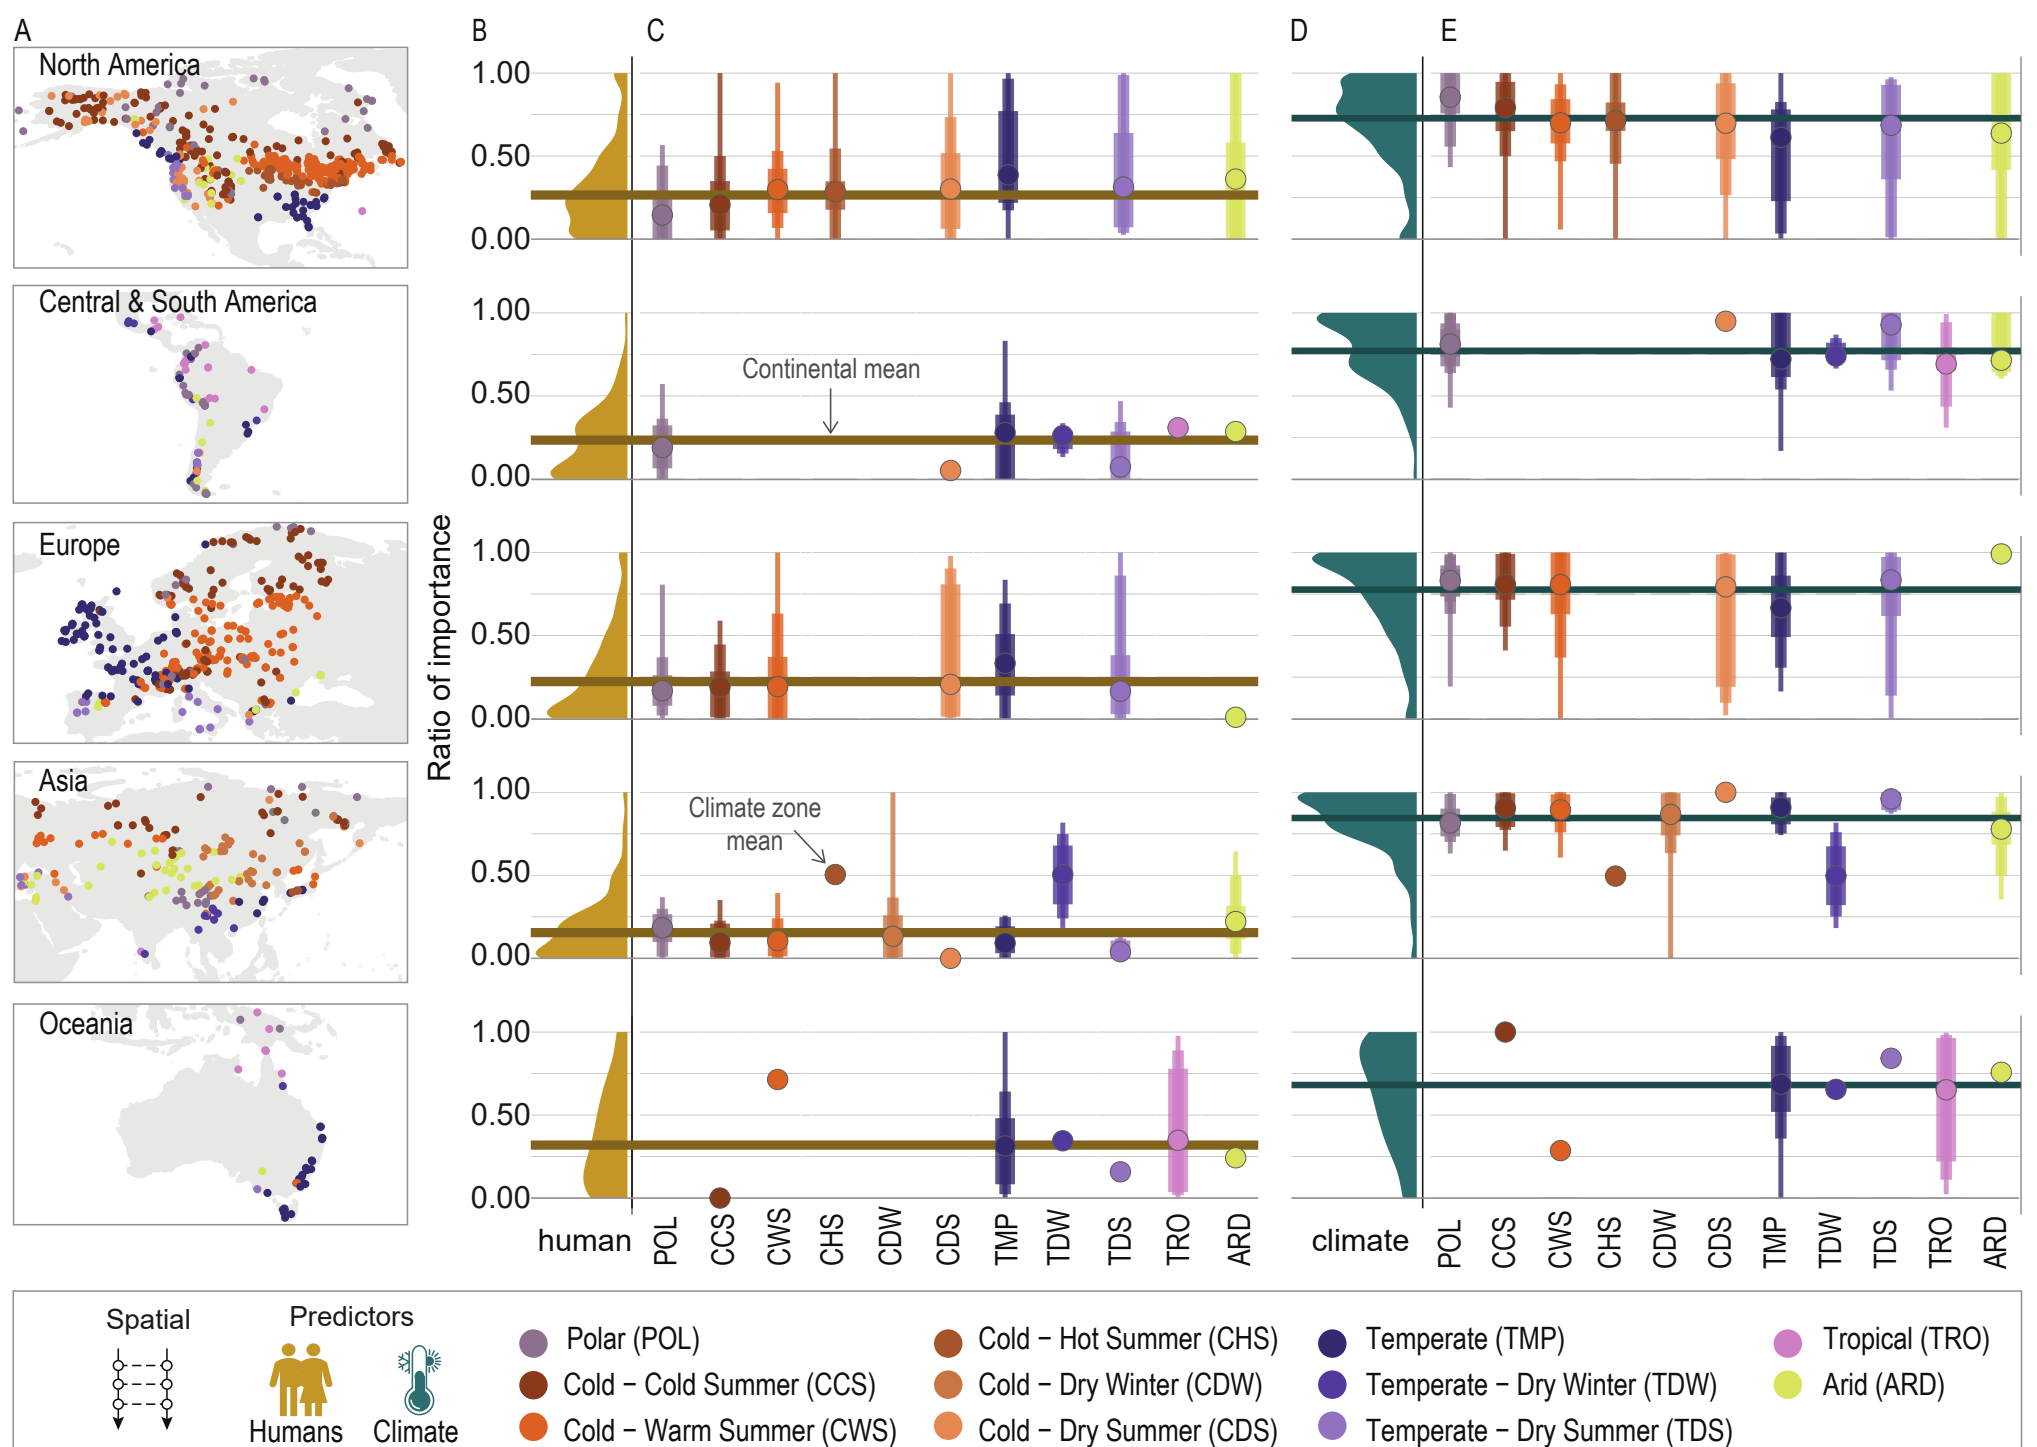 A
B
C
D
E
North America
1.00
0.50
0.00
Central & South America
1.00
0.50
0.00
Continental mean
Europe
1.00
0.50
0.00
Ratio of importance
Asia
1.00
0.50
0.00
Climate zone
mean
Oceania
1.00
0.50
0.00
human
POL
CCS
CWS
CHS
CDW
CDS
TMP
TDW
TDS
TRO
ARD
climate
POL
CCS
CWS
CHS
CDW
CDS
TMP
TDW
TDS
TRO
ARD
Spatial
Predictors
Humans
Climate
Polar (POL)
Cold – Cold Summer (CCS)
Cold – Warm Summer (CWS)
Cold – Hot Summer (CHS)
Cold – Dry Winter (CDW)
Cold – Dry Summer (CDS)
Temperate (TMP)
Temperate – Dry Winter (TDW)
Temperate – Dry Summer (TDS)
Tropical (TRO)
Arid (ARD)